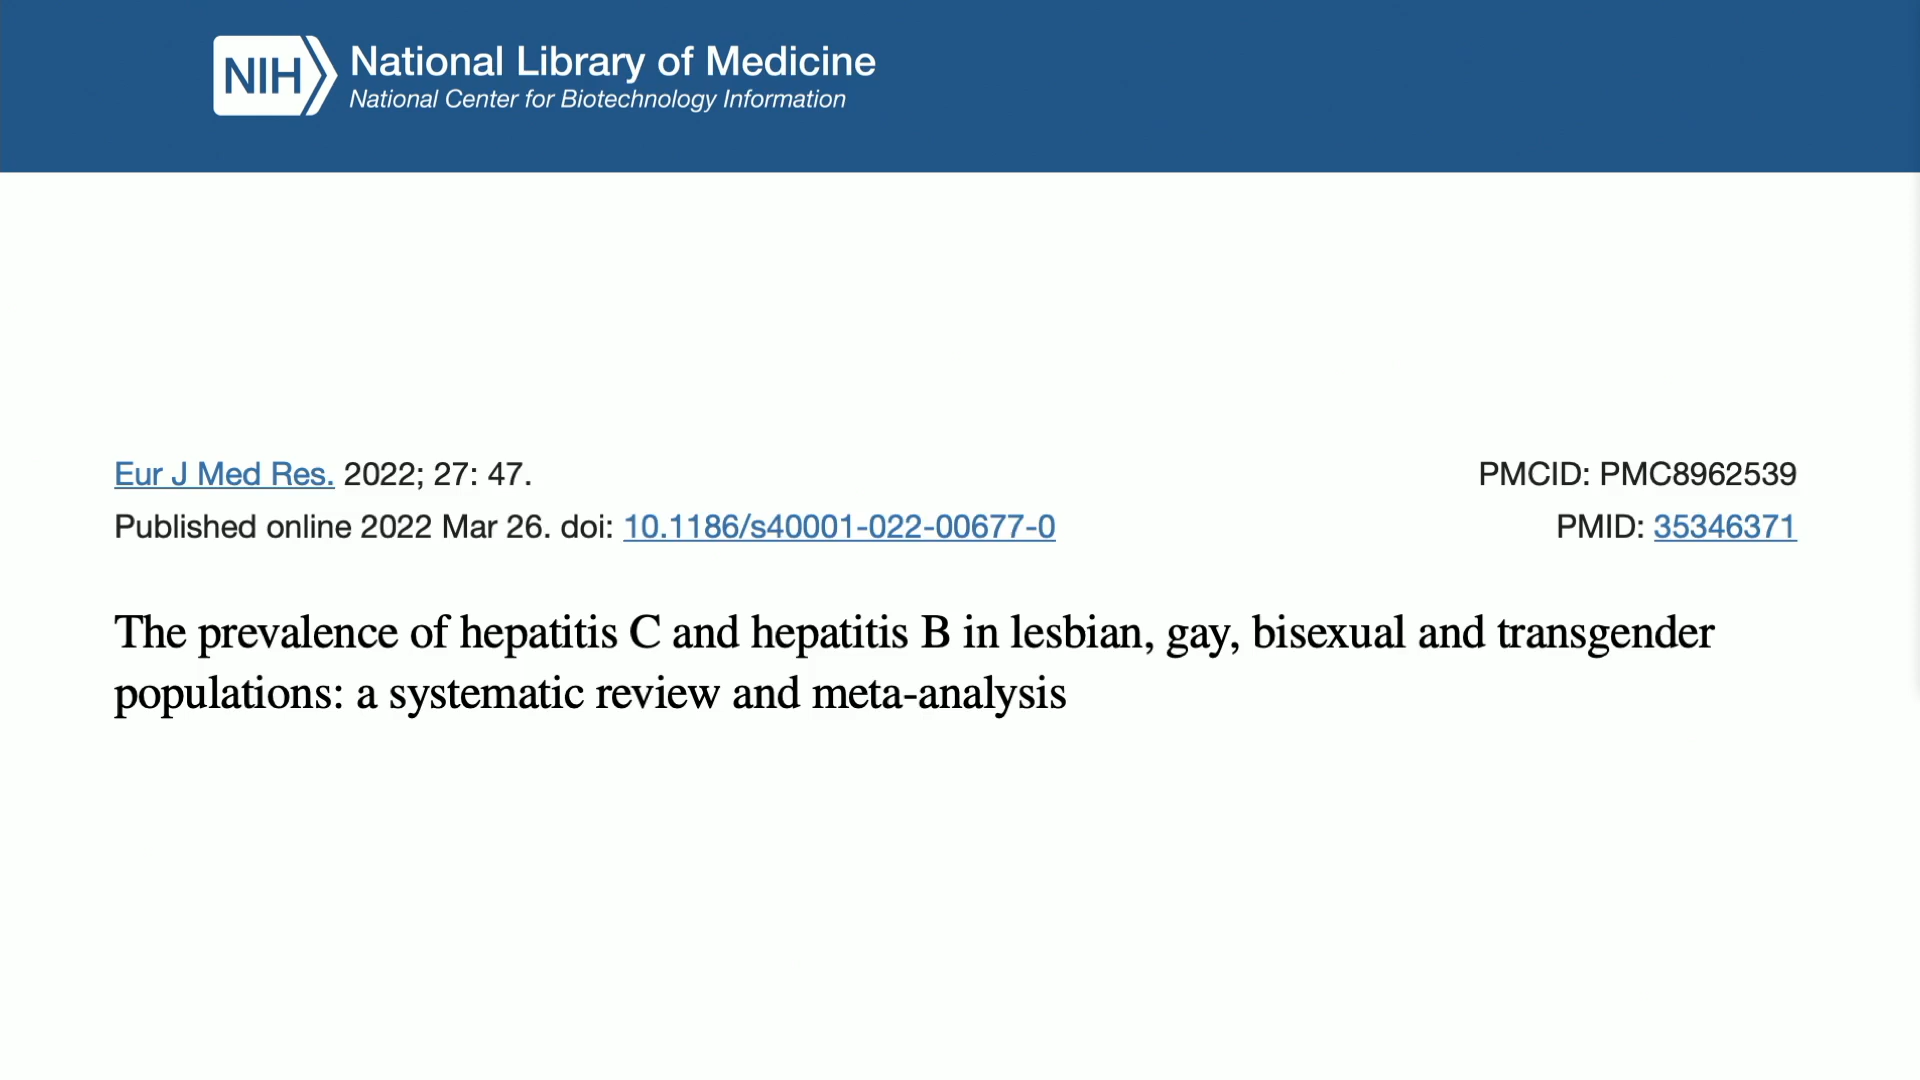 NIH
National Library of Medicine
National Center for Biotechnology Information
Eur J Med Res. 2022; 27: 47.
PMCID: PMC8962539
Published online 2022 Mar 26. doi: 10.1186/s40001-022-00677-0
PMID: 35346371
The prevalence of hepatitis C and hepatitis B in lesbian, gay, bisexual and transgender
populations: a systematic review and meta-analysis